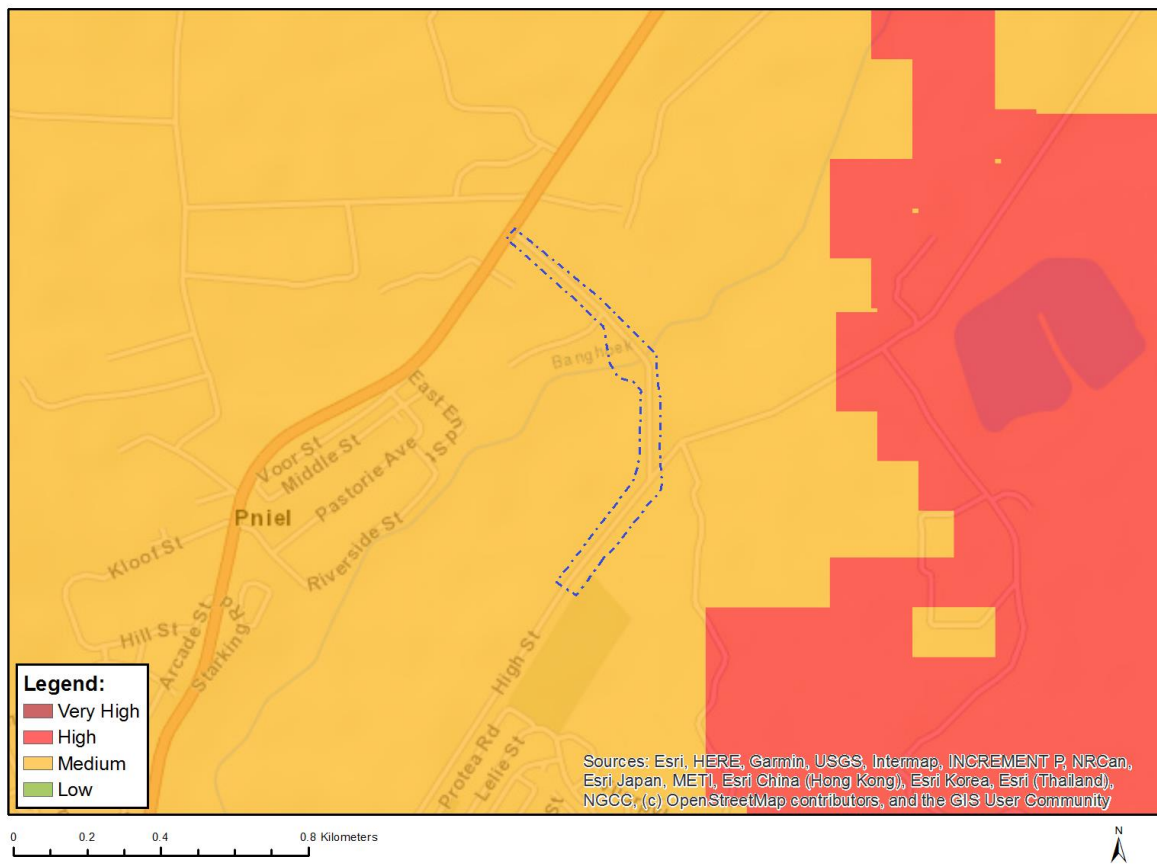 Banghoek
East En
d St
Voor St
Middle St
Pastorie Ave
Pniel
Riverside St
Kloof St
Hill St
Arcade St
Starking
Rd
High St
Protea Rd
Lelie St
St
Legend:
Very High
High
Medium
Low
Sources: Esri, HERE, Garmin, USGS, Intermap, INCREMENT P, NRCan,
Esri Japan, METI, Esri China (Hong Kong), Esri Korea, Esri (Thailand),
NGCC, (c) OpenStreetMap contributors, and the GIS User Community
0 0.2 0.4 0.8 Kilometers
N